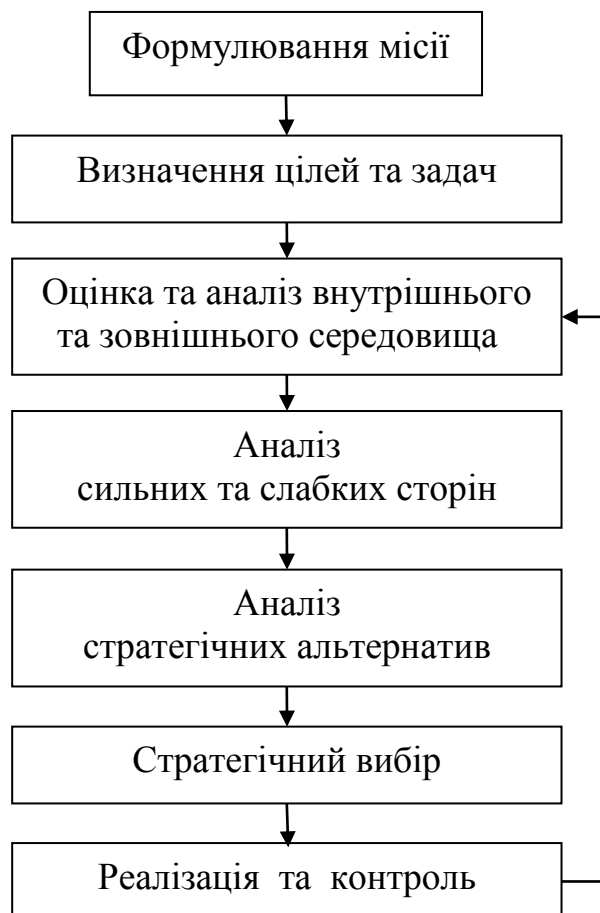 Формулювання місії
Визначення цілей та задач
Оцінка та аналіз внутрішнього
та зовнішнього середовища
Аналіз
сильних та слабких сторін
Аналіз
стратегічних альтернатив
Стратегічний вибір
Реалізація та контроль